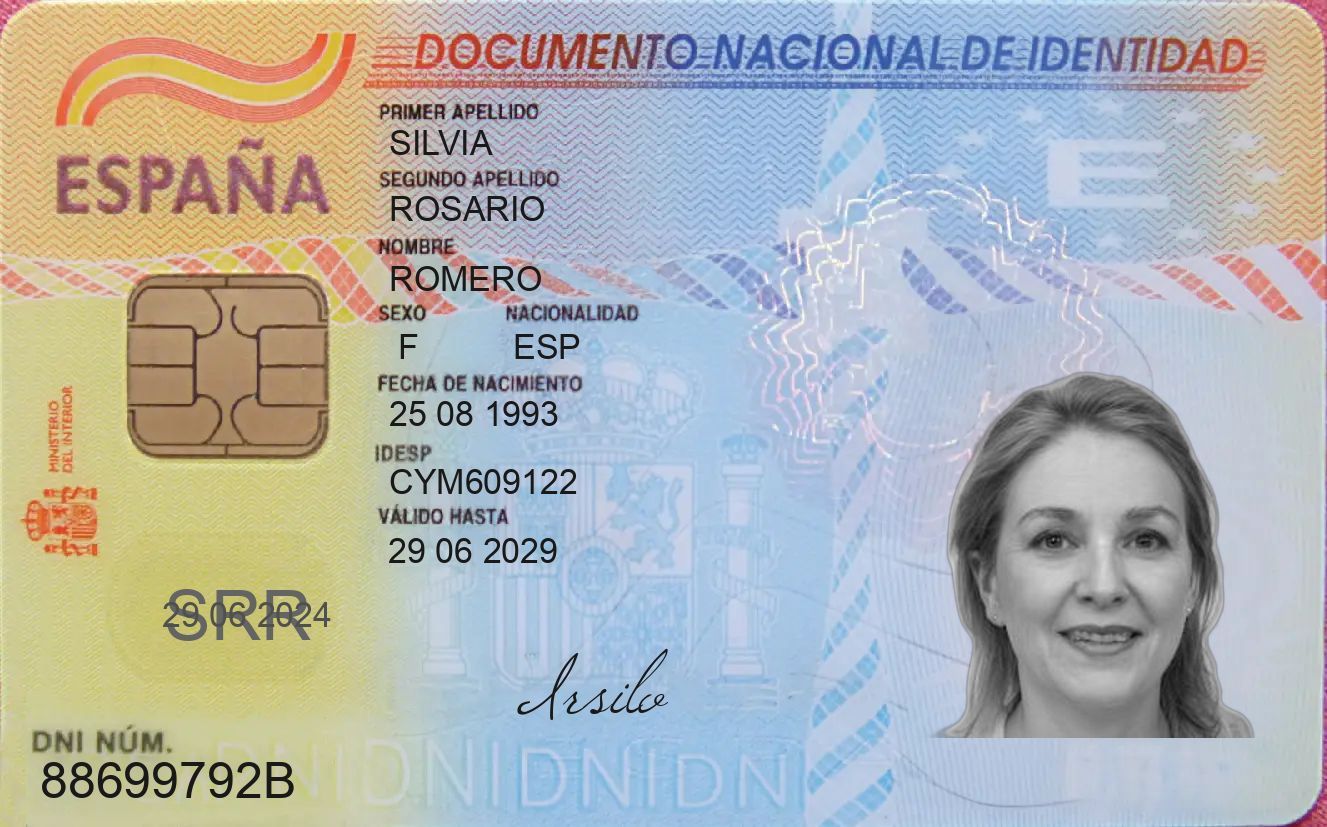 DOCUMENTO NACIONAL DE IDENTIDAD
ESPAÑA
PRIMER APELLIDO
SILVIA
SEGUNDO APELLIDO
ROSARIO
NOMBRE
ROMERO
SEXO NACIONALIDAD
F ESP
FECHA DE NACIMIENTO
25 08 1993
IDESP
CYM609122
VÁLIDO HASTA
29 06 2029
MINISTERIO
DEL INTERIOR
SRR
29 06 2024
DNI NÚM.
88699792B
DNIDNIDNIDNI
E